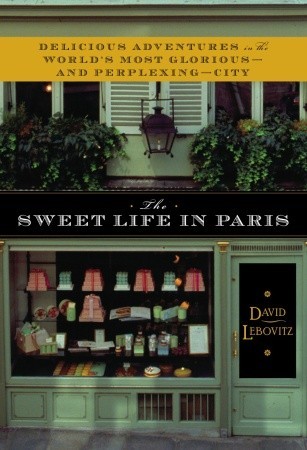 DELICIOUS ADVENTURES in the
WORLD'S MOST GLORIOUS—
—AND PERPLEXING—CITY
The
SWEET LIFE IN PARIS
DAVID
LEBOVITZ